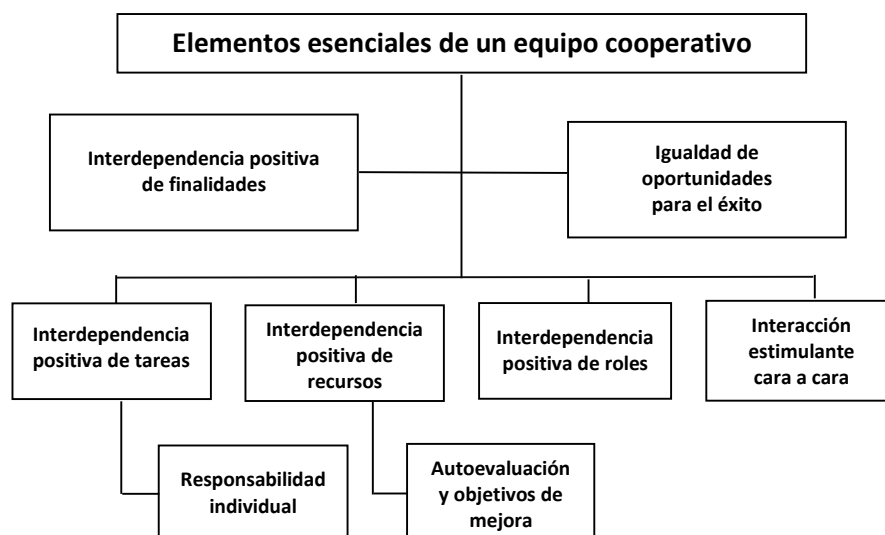 Elementos esenciales de un equipo cooperativo
Interdependencia positiva
de finalidades
Igualdad de
oportunidades
para el éxito
Interdependencia
positiva de tareas
Interdependencia
positiva de
recursos
Interdependencia
positiva de roles
Interacción
estimulante
cara a cara
Responsabilidad
individual
Autoevaluación
y objetivos de
mejora